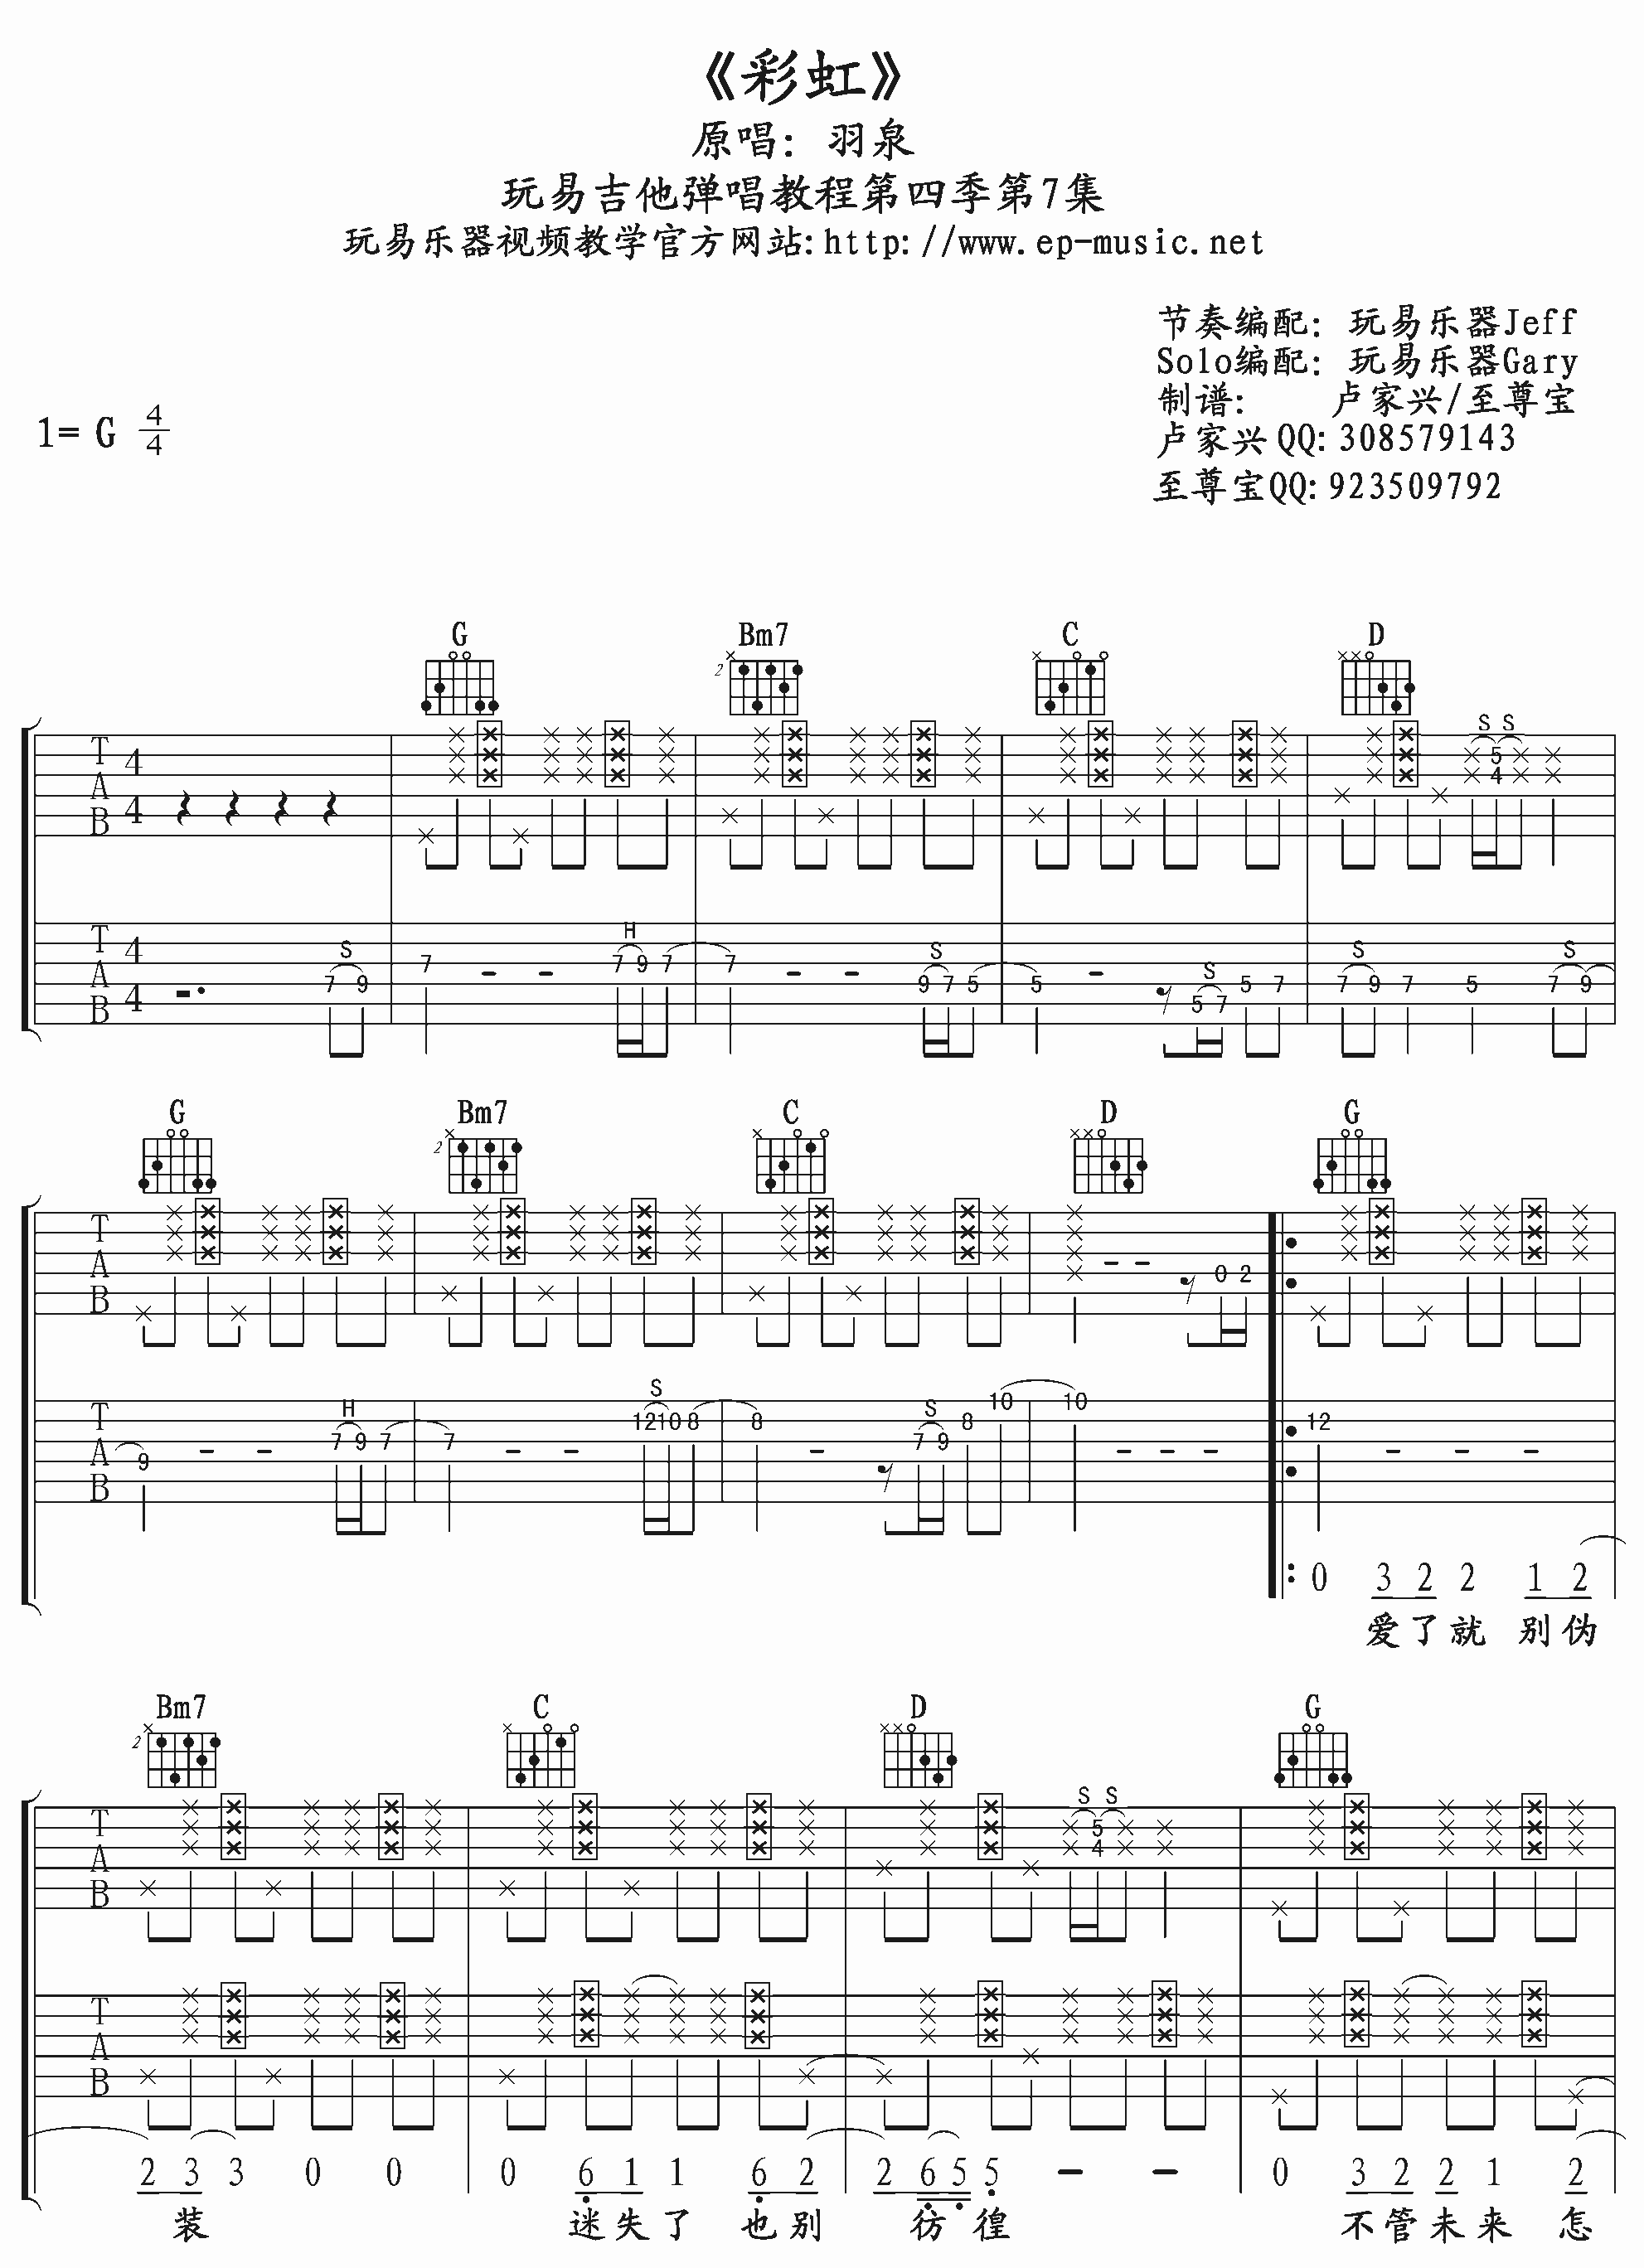 《彩虹》
原唱：羽泉
玩易吉他弹唱教程第四季第7集
玩易乐器视频教学官方网站:http://www.ep-music.net
节奏编配：玩易乐器Jeff
Solo编配：玩易乐器Gary
制谱：卢家兴/至尊宝
卢家兴QQ:308579143
至尊宝QQ:923509792
1= G 4/4
G Bm7 C D
2
S S
T A B 4/4 5 4
H S S S S
T A B 4/4 7 9 7 7 9 7 7 9 7 5 5 5 7 5 7 7 9 7 5 7 9
G Bm7 C D G
2
T A B 0 2
H S S
T A B 9 7 9 7 7 12 10 8 8 7 9 8 10 10 12
0 3 2 2 1 2
爱了就 别伪
Bm7 C D G
2
S S
T A B 5 4
T A B
2 3 3 0 0 0 6 1 1 6 2 2 6 5 5 - - 0 3 2 2 1 2
装 迷失了 也别 彷徨 不管未来 怎